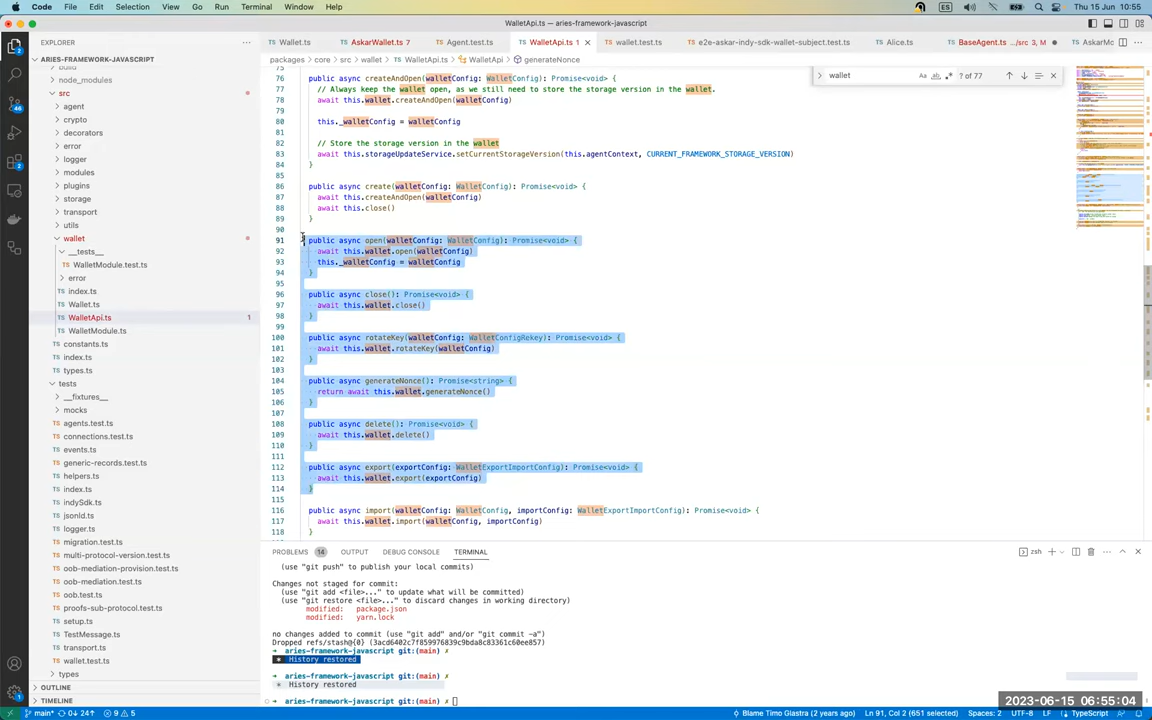 Code File Edit Selection View Go Run Terminal Window Help
ES
Thu 15 Jun 10:55
WalletApi.ts — aries-framework-javascript
EXPLORER
Wallet.ts
AskarWallet.ts 7
Agent.test.ts
WalletApi.ts 1
wallet.test.ts
e2e-askar-indy-sdk-wallet-subject.test.ts
Alice.ts
BaseAgent.ts .../src 3, M
AskarMc
packages > core > src > wallet > WalletApi.ts > WalletApi > generateNonce
wallet
? of 77
ARIES-FRAMEWORK-JAVASCRIPT
build
node_modules
src
agent
crypto
decorators
error
logger
modules
plugins
storage
transport
utils
wallet
__tests__
WalletModule.test.ts
error
index.ts
Wallet.ts
WalletApi.ts 1
WalletModule.ts
constants.ts
index.ts
types.ts
tests
__fixtures__
mocks
agents.test.ts
connections.test.ts
events.ts
generic-records.test.ts
helpers.ts
index.ts
indySdk.ts
jsonld.ts
logger.ts
migration.test.ts
multi-protocol-version.test.ts
oob-mediation-provision.test.ts
oob-mediation.test.ts
oob.test.ts
proofs-sub-protocol.test.ts
setup.ts
TestMessage.ts
transport.ts
wallet.test.ts
types
OUTLINE
TIMELINE
75
76 public async createAndOpen(walletConfig: WalletConfig): Promise<void> {
77 // Always keep the wallet open, as we still need to store the storage version in the wallet.
78 await this.wallet.createAndOpen(walletConfig)
79
80 this._walletConfig = walletConfig
81
82 // Store the storage version in the wallet
83 await this.storageUpdateService.setCurrentStorageVersion(this.agentContext, CURRENT_FRAMEWORK_STORAGE_VERSION)
84 }
85
86 public async create(walletConfig: WalletConfig): Promise<void> {
87 await this.createAndOpen(walletConfig)
88 await this.close()
89 }
90
91 public async open(walletConfig: WalletConfig): Promise<void> {
92 await this.wallet.open(walletConfig)
93 this._walletConfig = walletConfig
94 }
95
96 public async close(): Promise<void> {
97 await this.wallet.close()
98 }
99
100 public async rotateKey(walletConfig: WalletConfigRekey): Promise<void> {
101 await this.wallet.rotateKey(walletConfig)
102 }
103
104 public async generateNonce(): Promise<string> {
105 return await this.wallet.generateNonce()
106 }
107
108 public async delete(): Promise<void> {
109 await this.wallet.delete()
110 }
111
112 public async export(exportConfig: WalletExportImportConfig): Promise<void> {
113 await this.wallet.export(exportConfig)
114 }
115
116 public async import(walletConfig: WalletConfig, importConfig: WalletExportImportConfig): Promise<void> {
117 await this.wallet.import(walletConfig, importConfig)
118 }
PROBLEMS 14 OUTPUT DEBUG CONSOLE TERMINAL
zsh
(use "git push" to publish your local commits)
Changes not staged for commit:
(use "git add <file>..." to update what will be committed)
(use "git restore <file>..." to discard changes in working directory)
modified: package.json
modified: yarn.lock
no changes added to commit (use "git add" and/or "git commit -a")
Dropped refs/stash@{0} (3acd6402c7f859976839c9bda8c83361c60ee857)
➜ aries-framework-javascript git:(main) ✗
* History restored
➜ aries-framework-javascript git:(main) ✗
* History restored
➜ aries-framework-javascript git:(main) ✗
2023-06-15 06:55:04
main* 0↓ 24↑ 9 5
Blame Timo Glastra (2 years ago) Ln 91, Col 2 (651 selected) Spaces: 2 UTF-8 LF TypeScript